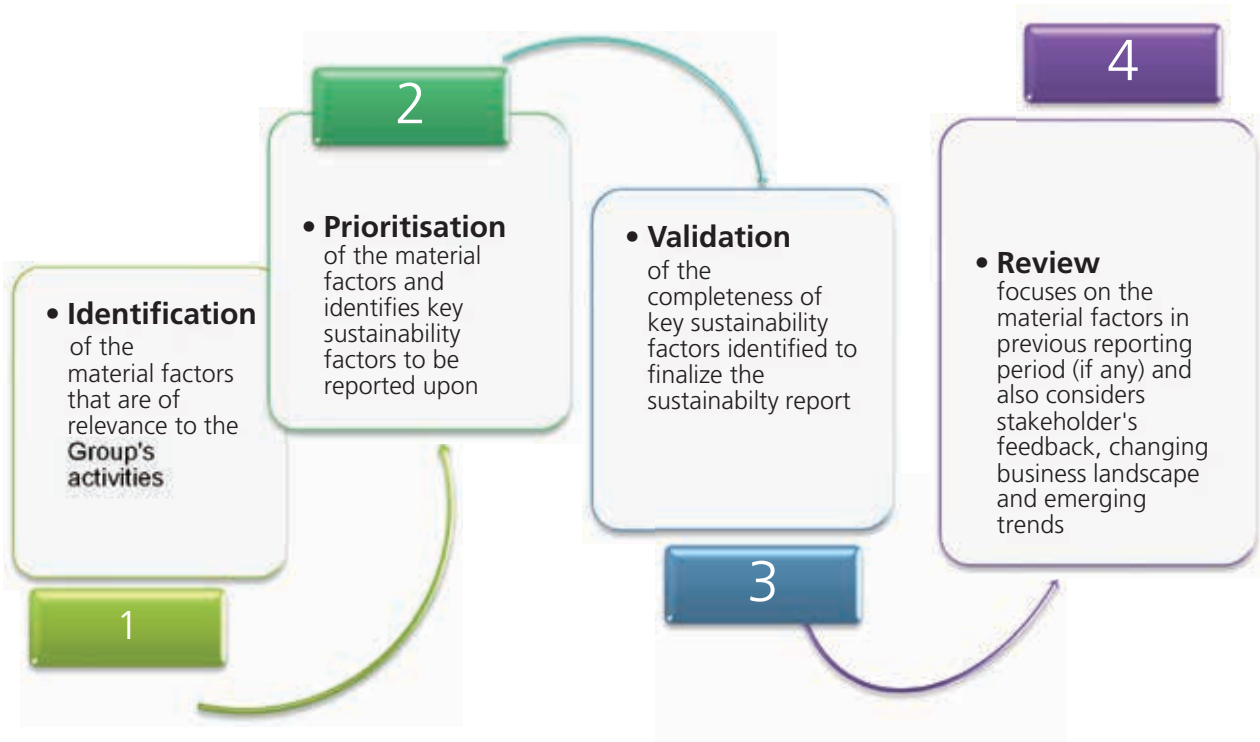 1
• Identification
of the
material factors
that are of
relevance to the
Group's
activities
2
• Prioritisation
of the material
factors and
identifies key
sustainability
factors to be
reported upon
3
• Validation
of the
completeness of
key sustainability
factors identified to
finalize the
sustainabilty report
4
• Review
focuses on the
material factors in
previous reporting
period (if any) and
also considers
stakeholder's
feedback, changing
business landscape
and emerging
trends